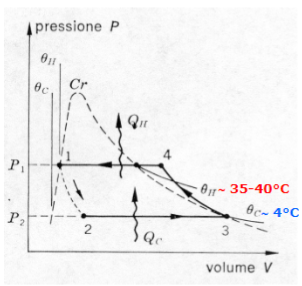 pressione P
θH
θC
Cr
QH
P1
1
4
θH ~ 35-40°C
θC ~ 4°C
P2
2
3
QC
volume V